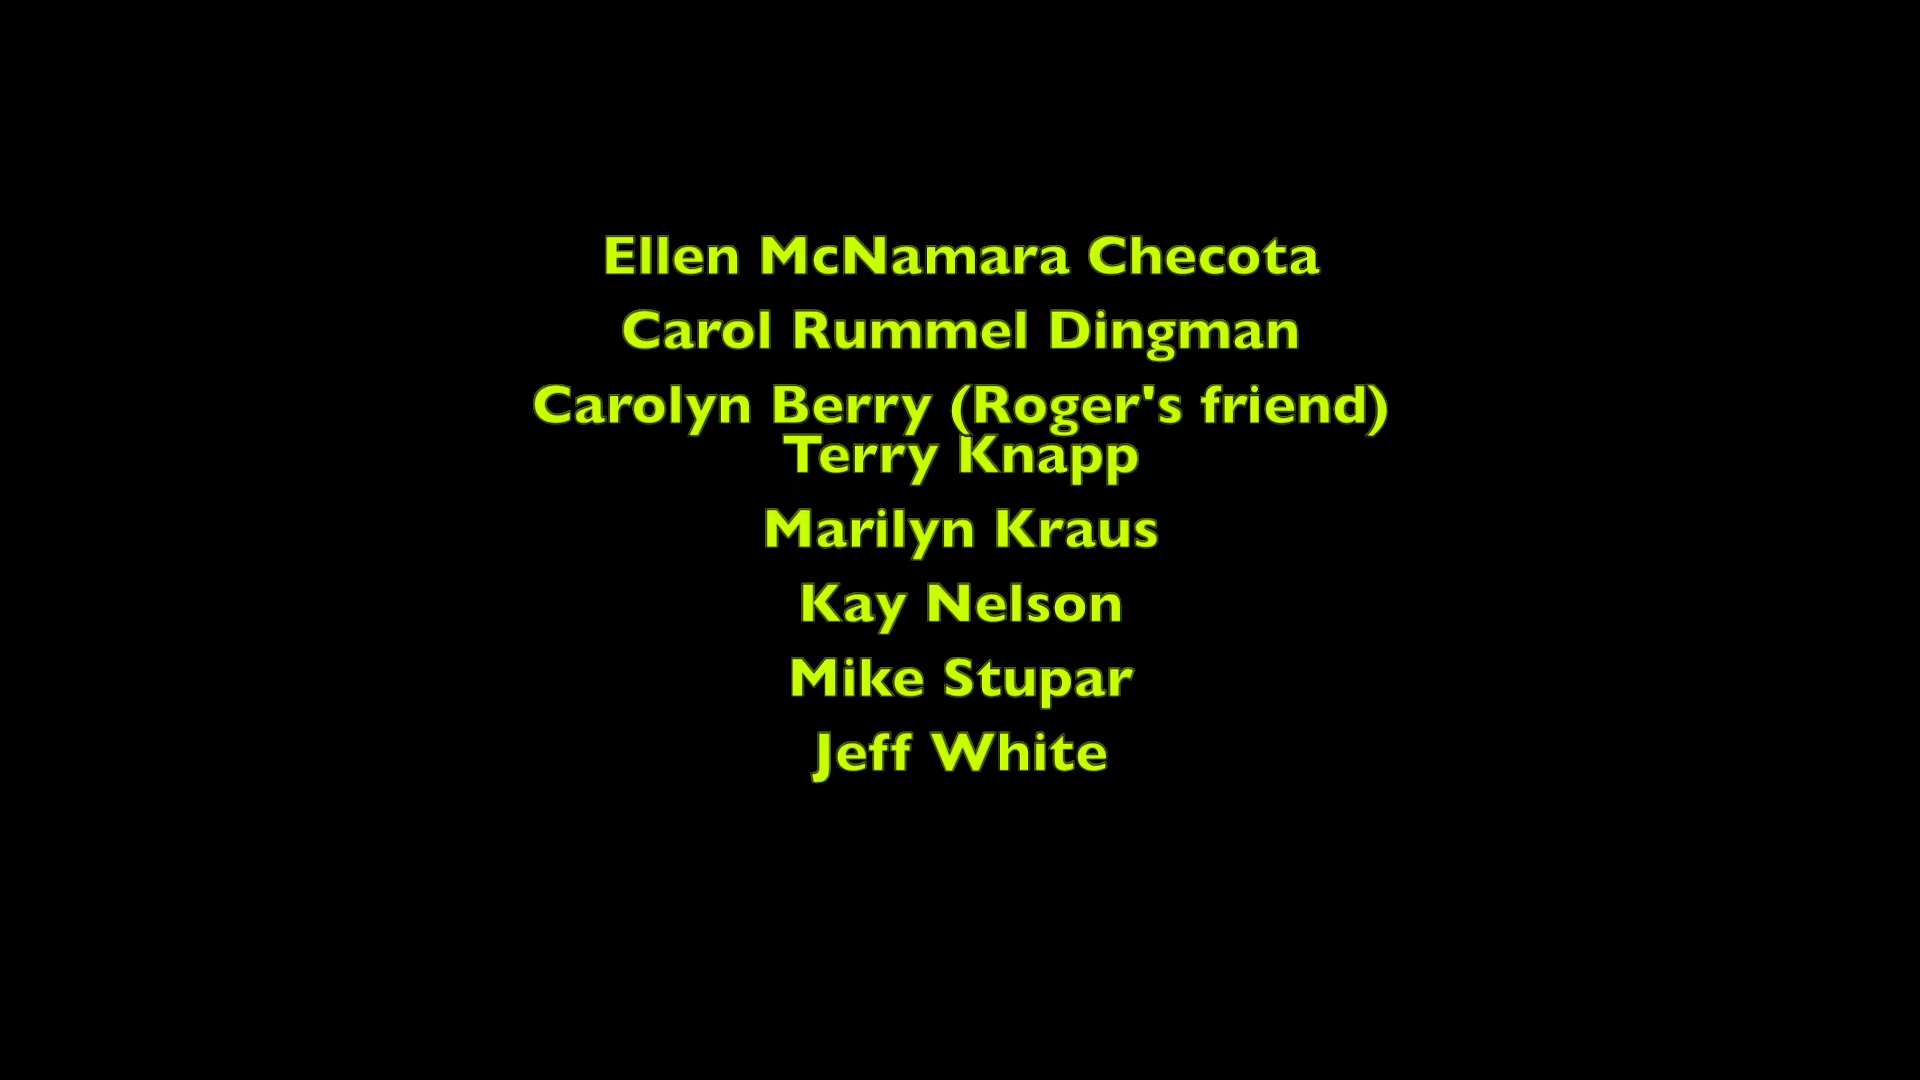 Ellen McNamara Checota
Carol Rummel Dingman
Carolyn Berry (Roger's friend)
Terry Knapp
Marilyn Kraus
Kay Nelson
Mike Stupar
Jeff White